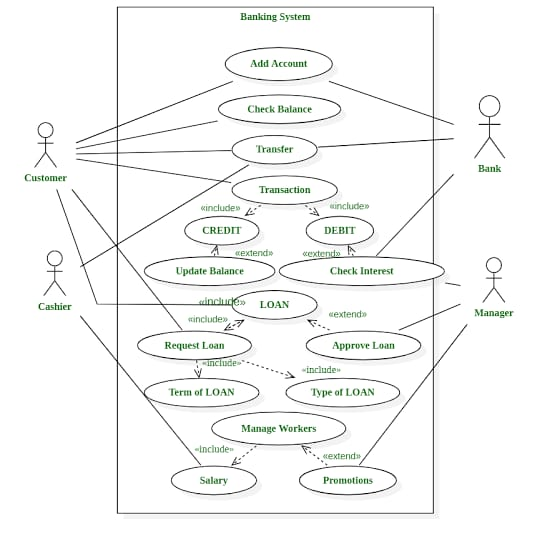 Banking System
Add Account
Check Balance
Customer
Transfer
Bank
Transaction
«include»
«include»
CREDIT
DEBIT
«extend»
«extend»
Update Balance
Check Interest
Cashier
Manager
«include»
LOAN
«include»
«extend»
Request Loan
Approve Loan
«include»
«include»
Term of LOAN
Type of LOAN
Manage Workers
«include»
«extend»
Salary
Promotions